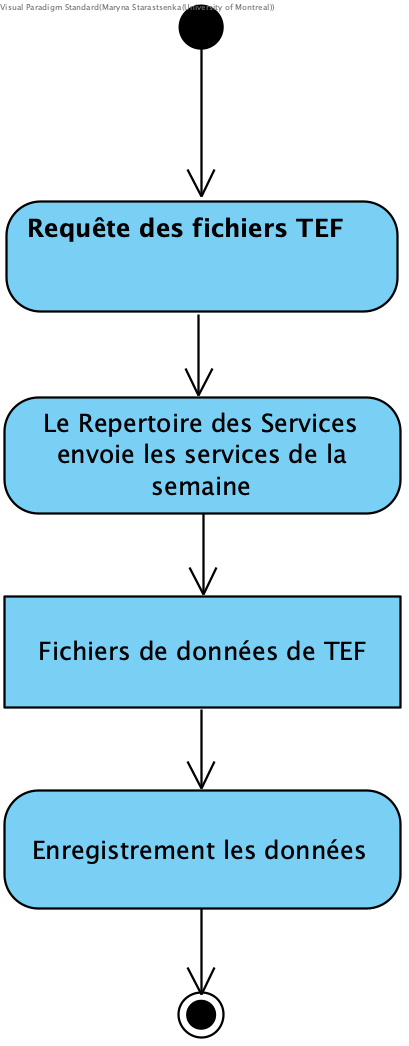 Visual Paradigm Standard(Maryna Starastsenka(University of Montreal))
Requête des fichiers TEF
Le Repertoire des Services
envoie les services de la
semaine
Fichiers de données de TEF
Enregistrement les données